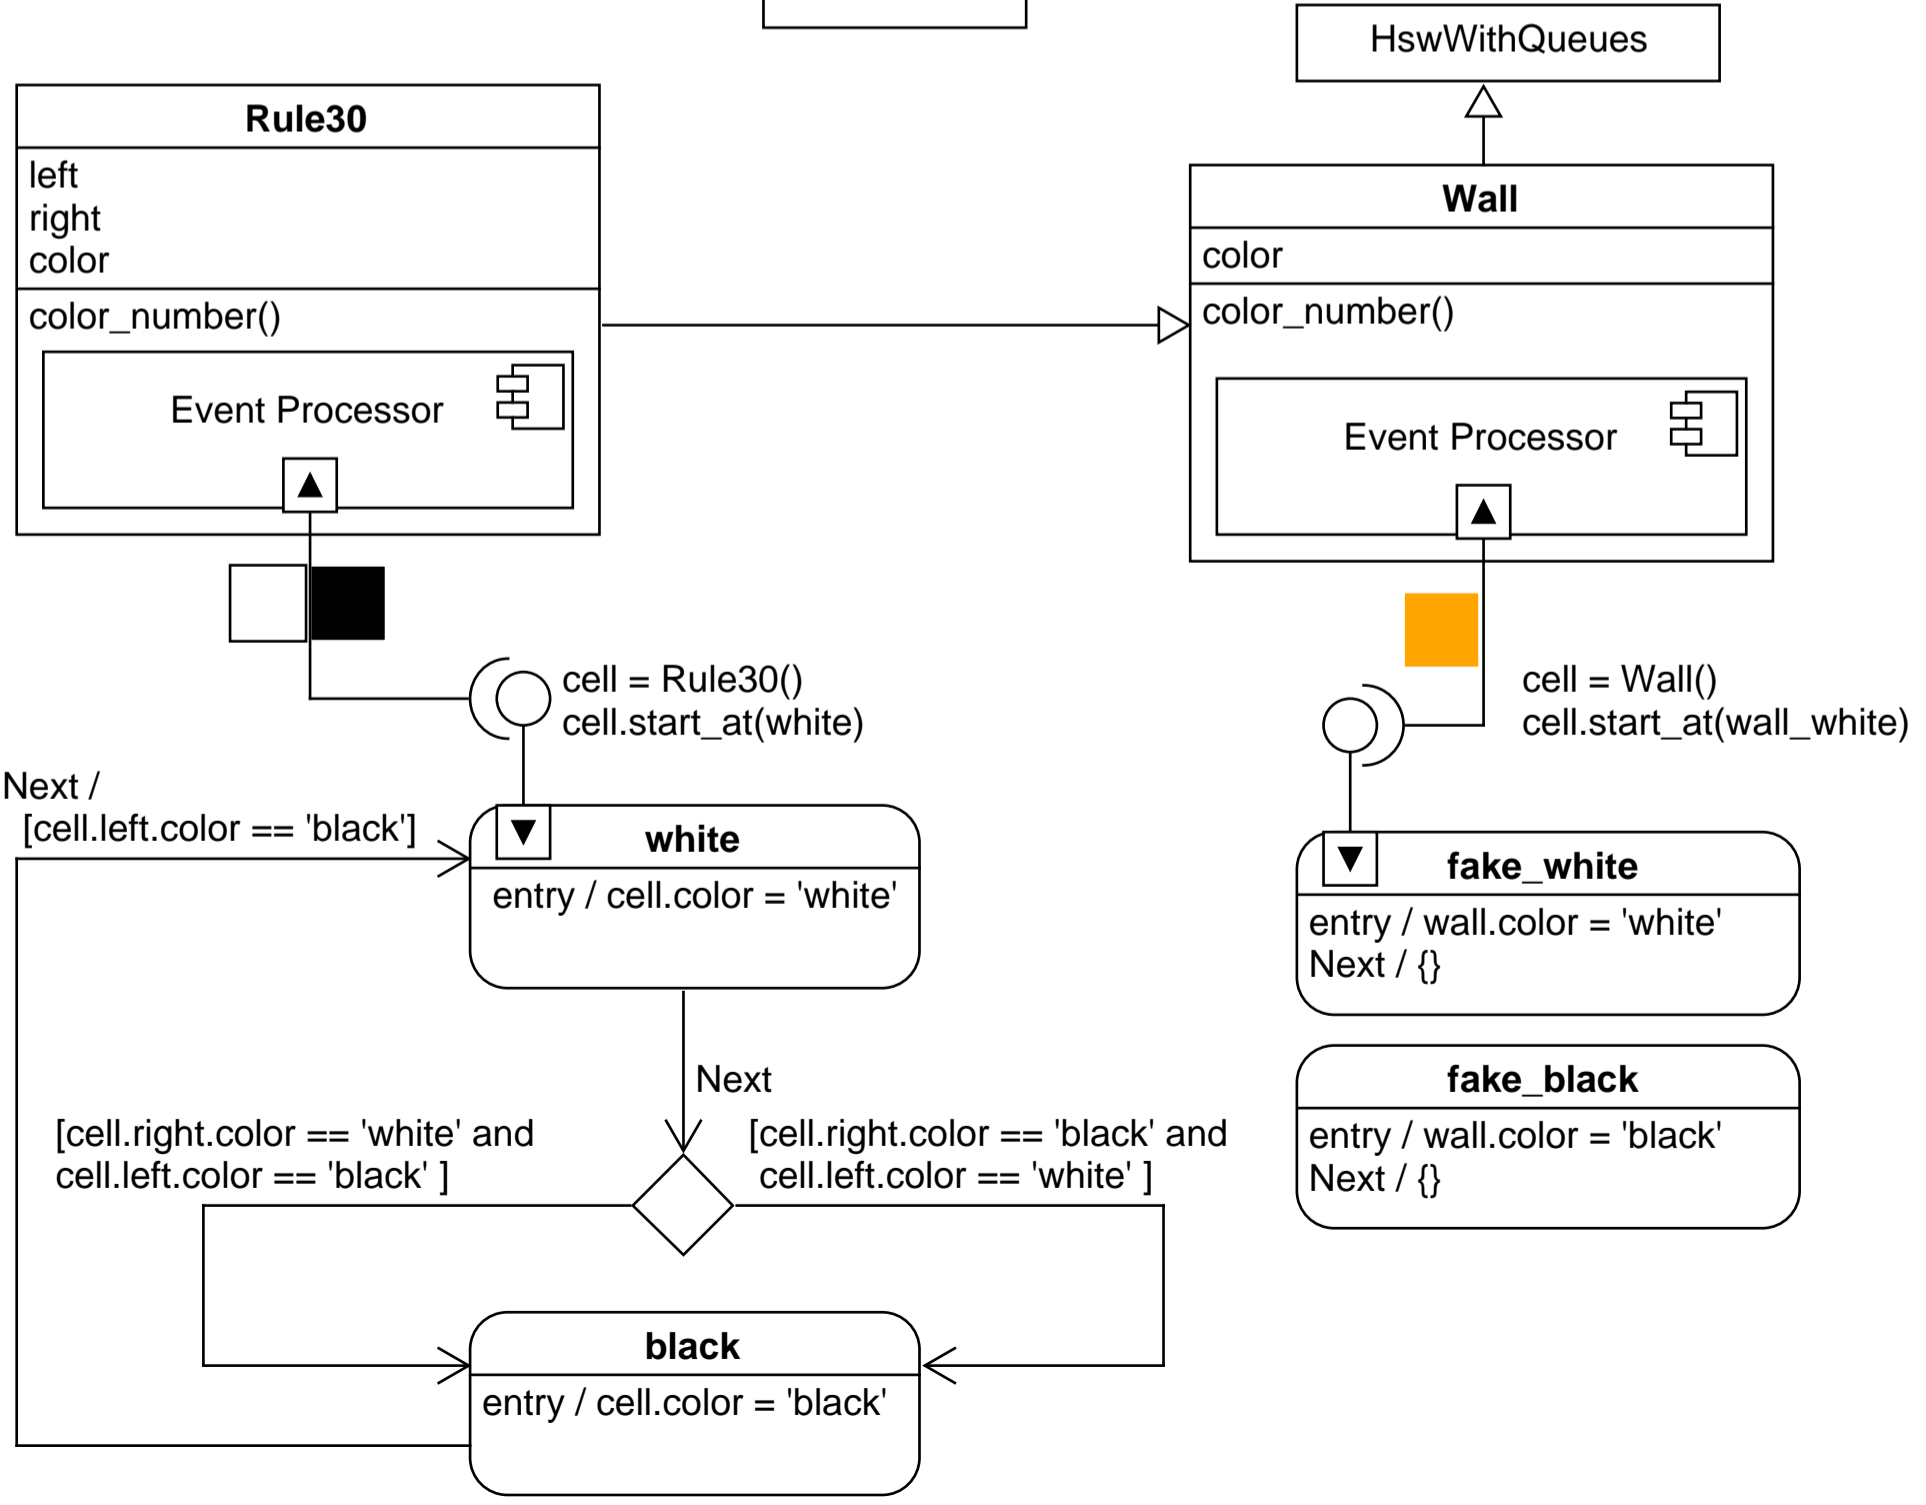 HswWithQueues
Rule30
left
right
color
color_number()
Event Processor
Wall
color
color_number()
Event Processor
cell = Rule30()
cell.start_at(white)
cell = Wall()
cell.start_at(wall_white)
Next /
[cell.left.color == 'black']
white
entry / cell.color = 'white'
fake_white
entry / wall.color = 'white'
Next / {}
Next
[cell.right.color == 'white' and
cell.left.color == 'black' ]
[cell.right.color == 'black' and
cell.left.color == 'white' ]
fake_black
entry / wall.color = 'black'
Next / {}
black
entry / cell.color = 'black'